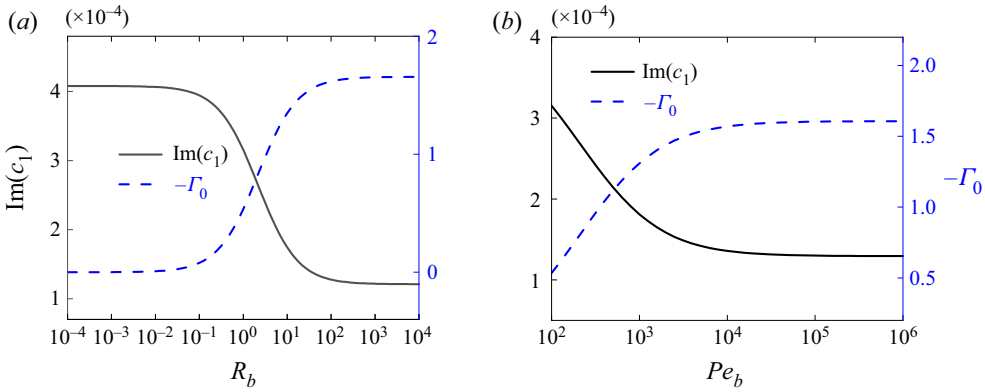 (a) (×10⁻⁴)
2
4
Im(c₁)
−Γ₀
1
3
Im(c₁)
2
0
1
10⁻⁴ 10⁻³ 10⁻² 10⁻¹ 10⁰ 10¹ 10² 10³ 10⁴
R_b
(b) (×10⁻⁴)
4
2.0
Im(c₁)
−Γ₀
3
1.5
−Γ₀
1.0
2
0.5
1
10² 10³ 10⁴ 10⁵ 10⁶
Pe_b